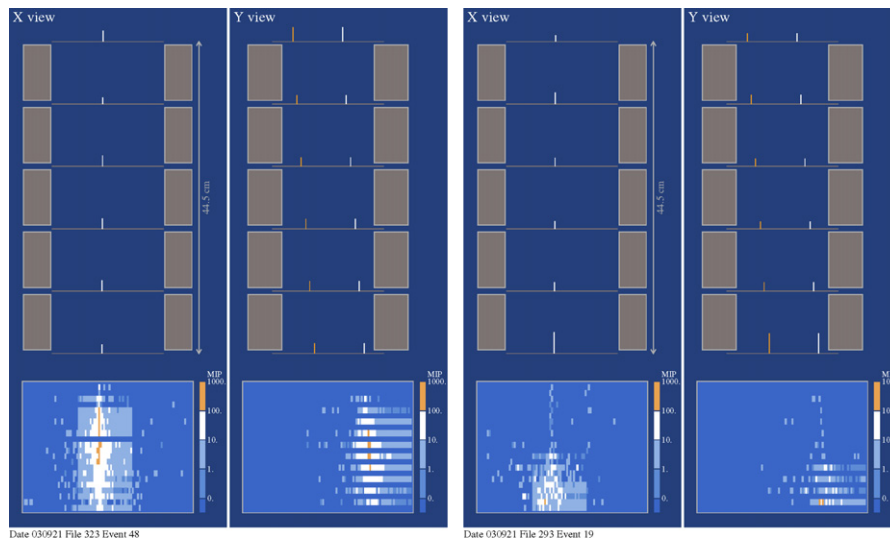 X view
Y view
44.5 cm
MIP
1000.
100.
10.
1.
0.
Date 030921 File 323 Event 48
X view
Y view
44.5 cm
MIP
1000.
100.
10.
1.
0.
MIP
1000.
100.
10.
1.
0.
Date 030921 File 293 Event 19